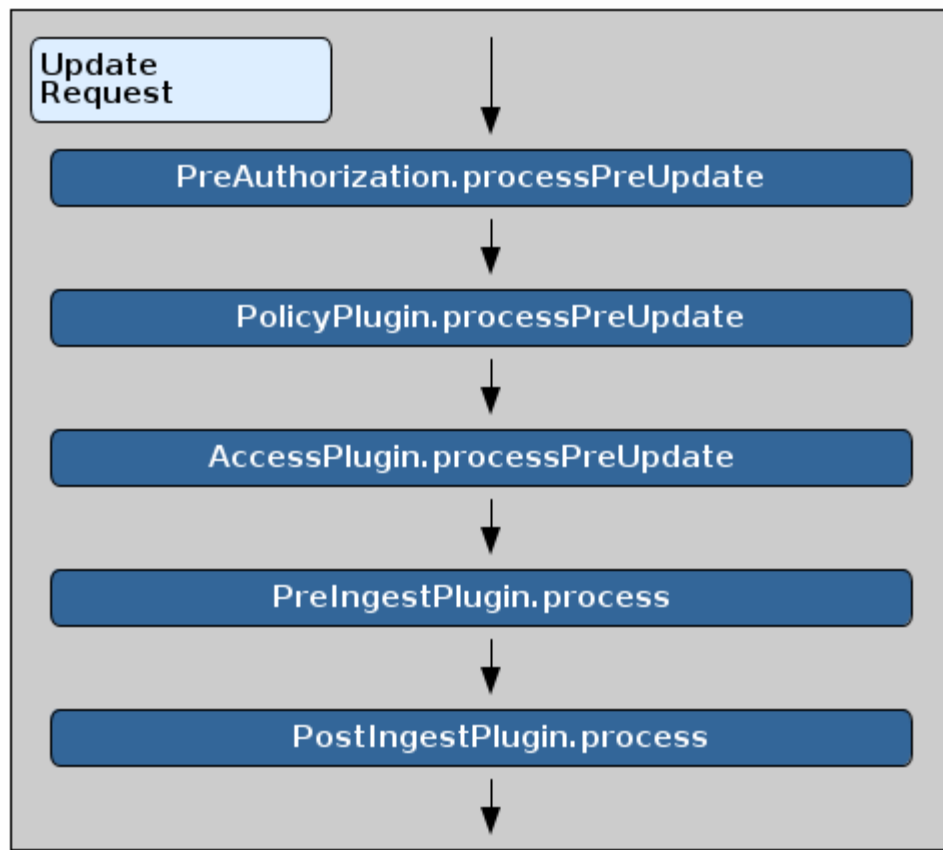 Update
Request
PreAuthorization.processPreUpdate
PolicyPlugin.processPreUpdate
AccessPlugin.processPreUpdate
PreIngestPlugin.process
PostIngestPlugin.process